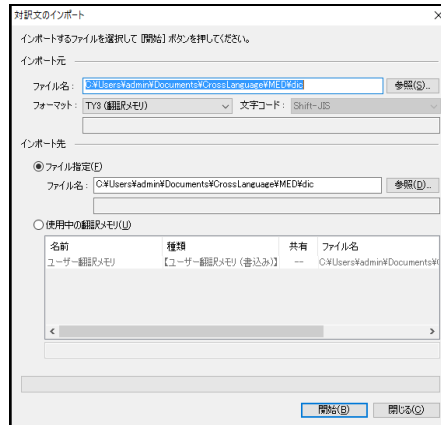 対訳文のインポート
インポートするファイルを選択して [開始] ボタンを押してください。
インポート元
ファイル名： C:¥Users¥admin¥Documents¥CrossLanguage¥MED¥dic 参照(S)...
フォーマット： TY3 (翻訳メモリ) 文字コード： Shift-JIS
インポート先
ファイル指定(F)
ファイル名： C:¥Users¥admin¥Documents¥CrossLanguage¥MED¥dic 参照(D)...
使用中の翻訳メモリ(U)
名前 種類 共有 ファイル名
ユーザー翻訳メモリ 【ユーザー翻訳メモリ (書込み)】 -- C:¥Users¥admin¥Documents¥
開始(B) 閉じる(C)